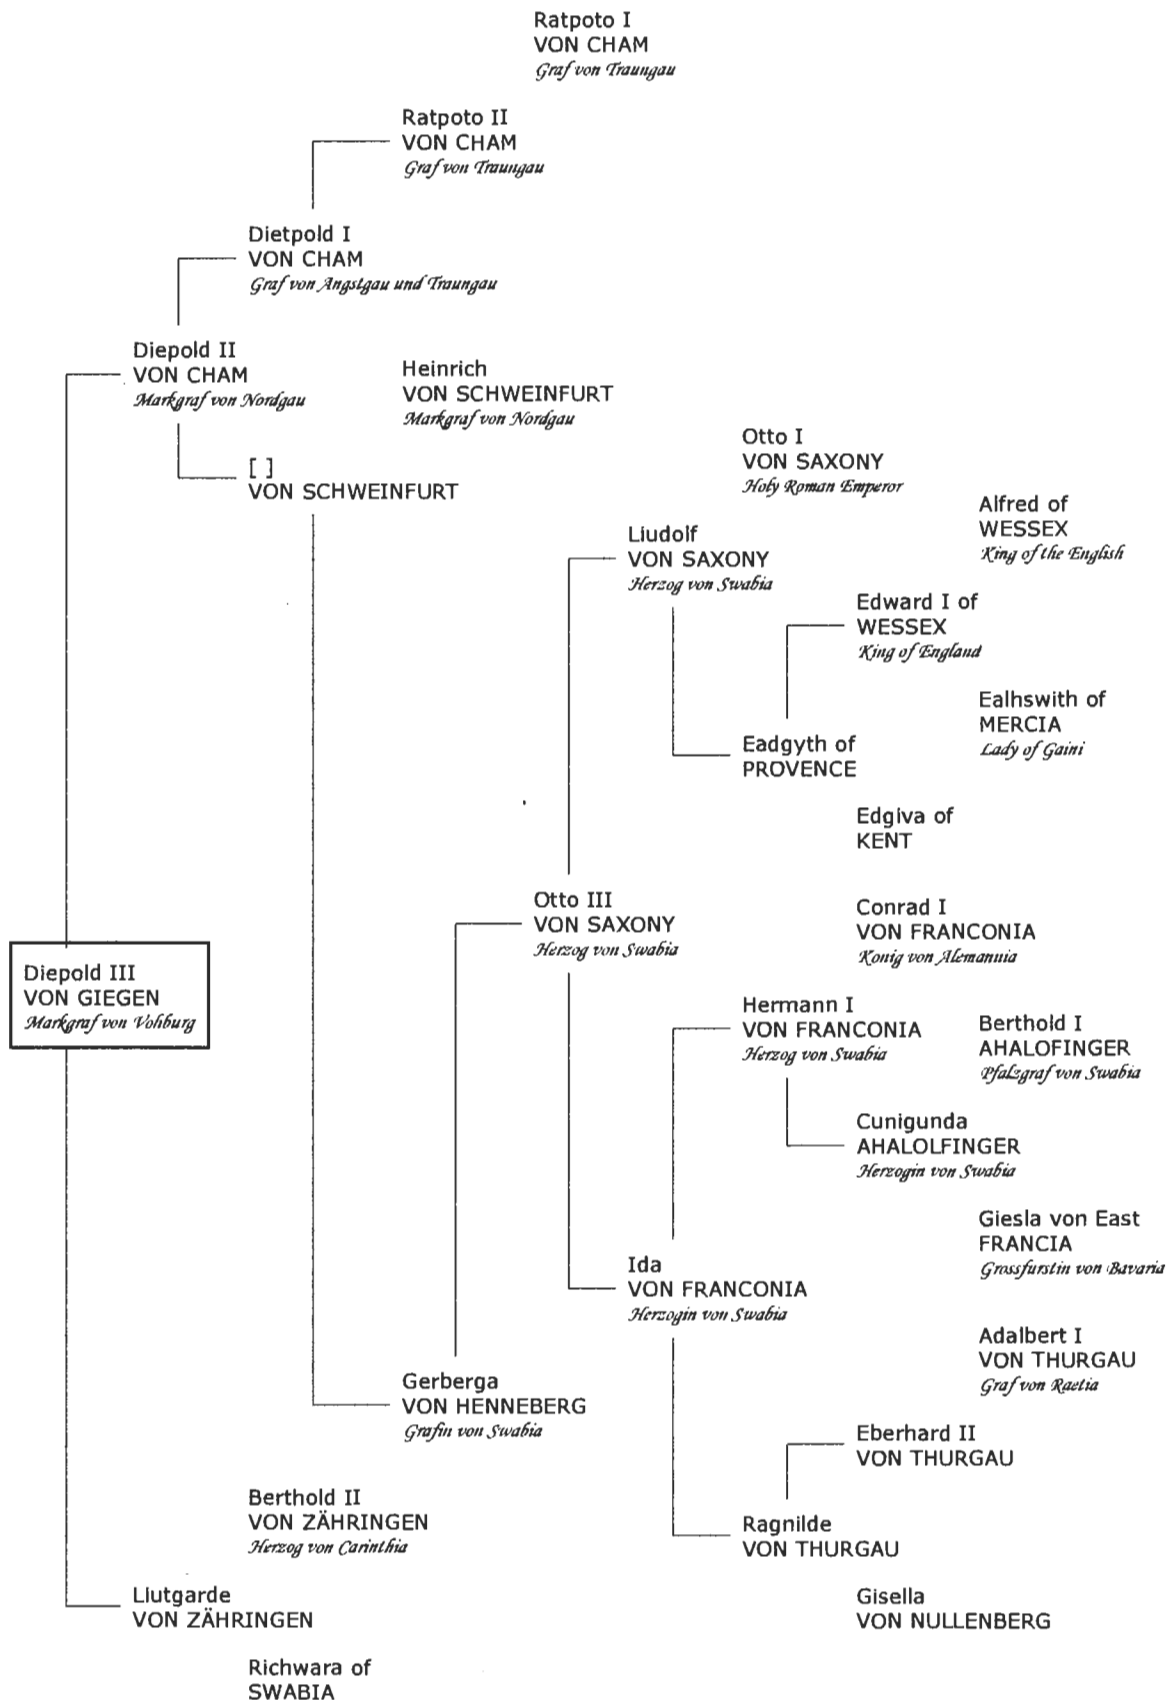 Ratpoto I
VON CHAM
Graf von Traungau
Ratpoto II
VON CHAM
Graf von Traungau
Dietpold I
VON CHAM
Graf von Angstgau und Traungau
Diepold II
VON CHAM
Markgraf von Nordgau
Heinrich
VON SCHWEINFURT
Markgraf von Nordgau
[ ]
VON SCHWEINFURT
Otto I
VON SAXONY
Holy Roman Emperor
Alfred of
WESSEX
King of the English
Liudolf
VON SAXONY
Herzog von Swabia
Edward I of
WESSEX
King of England
Ealhswith of
MERCIA
Lady of Gaini
Eadgyth of
PROVENCE
Edgiva of
KENT
Otto III
VON SAXONY
Herzog von Swabia
Conrad I
VON FRANCONIA
Konig von Alemannia
Diepold III
VON GIEGEN
Markgraf von Vohburg
Hermann I
VON FRANCONIA
Herzog von Swabia
Berthold I
AHALOFINGER
Pfalzgraf von Swabia
Cunigunda
AHALOLFINGER
Herzogin von Swabia
Giesla von East
FRANCIA
Grossfurstin von Bavaria
Ida
VON FRANCONIA
Herzogin von Swabia
Adalbert I
VON THURGAU
Graf von Raetia
Gerberga
VON HENNEBERG
Grafin von Swabia
Eberhard II
VON THURGAU
Berthold II
VON ZÄHRINGEN
Herzog von Carinthia
Ragnilde
VON THURGAU
Liutgarde
VON ZÄHRINGEN
Gisella
VON NULLENBERG
Richwara of
SWABIA